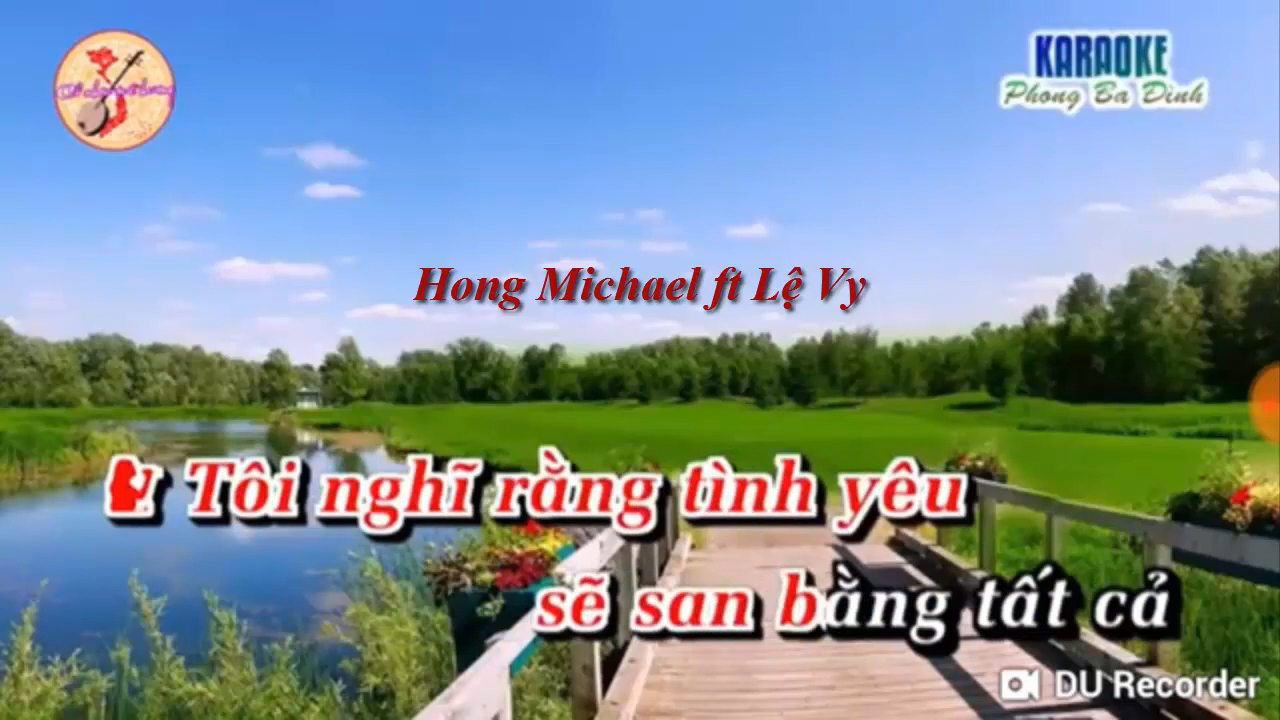 KARAOKE
Phong Ba Đình
Hong Michael ft Lệ Vy
Tôi nghĩ rằng tình yêu
sẽ san bằng tất cả
DU Recorder